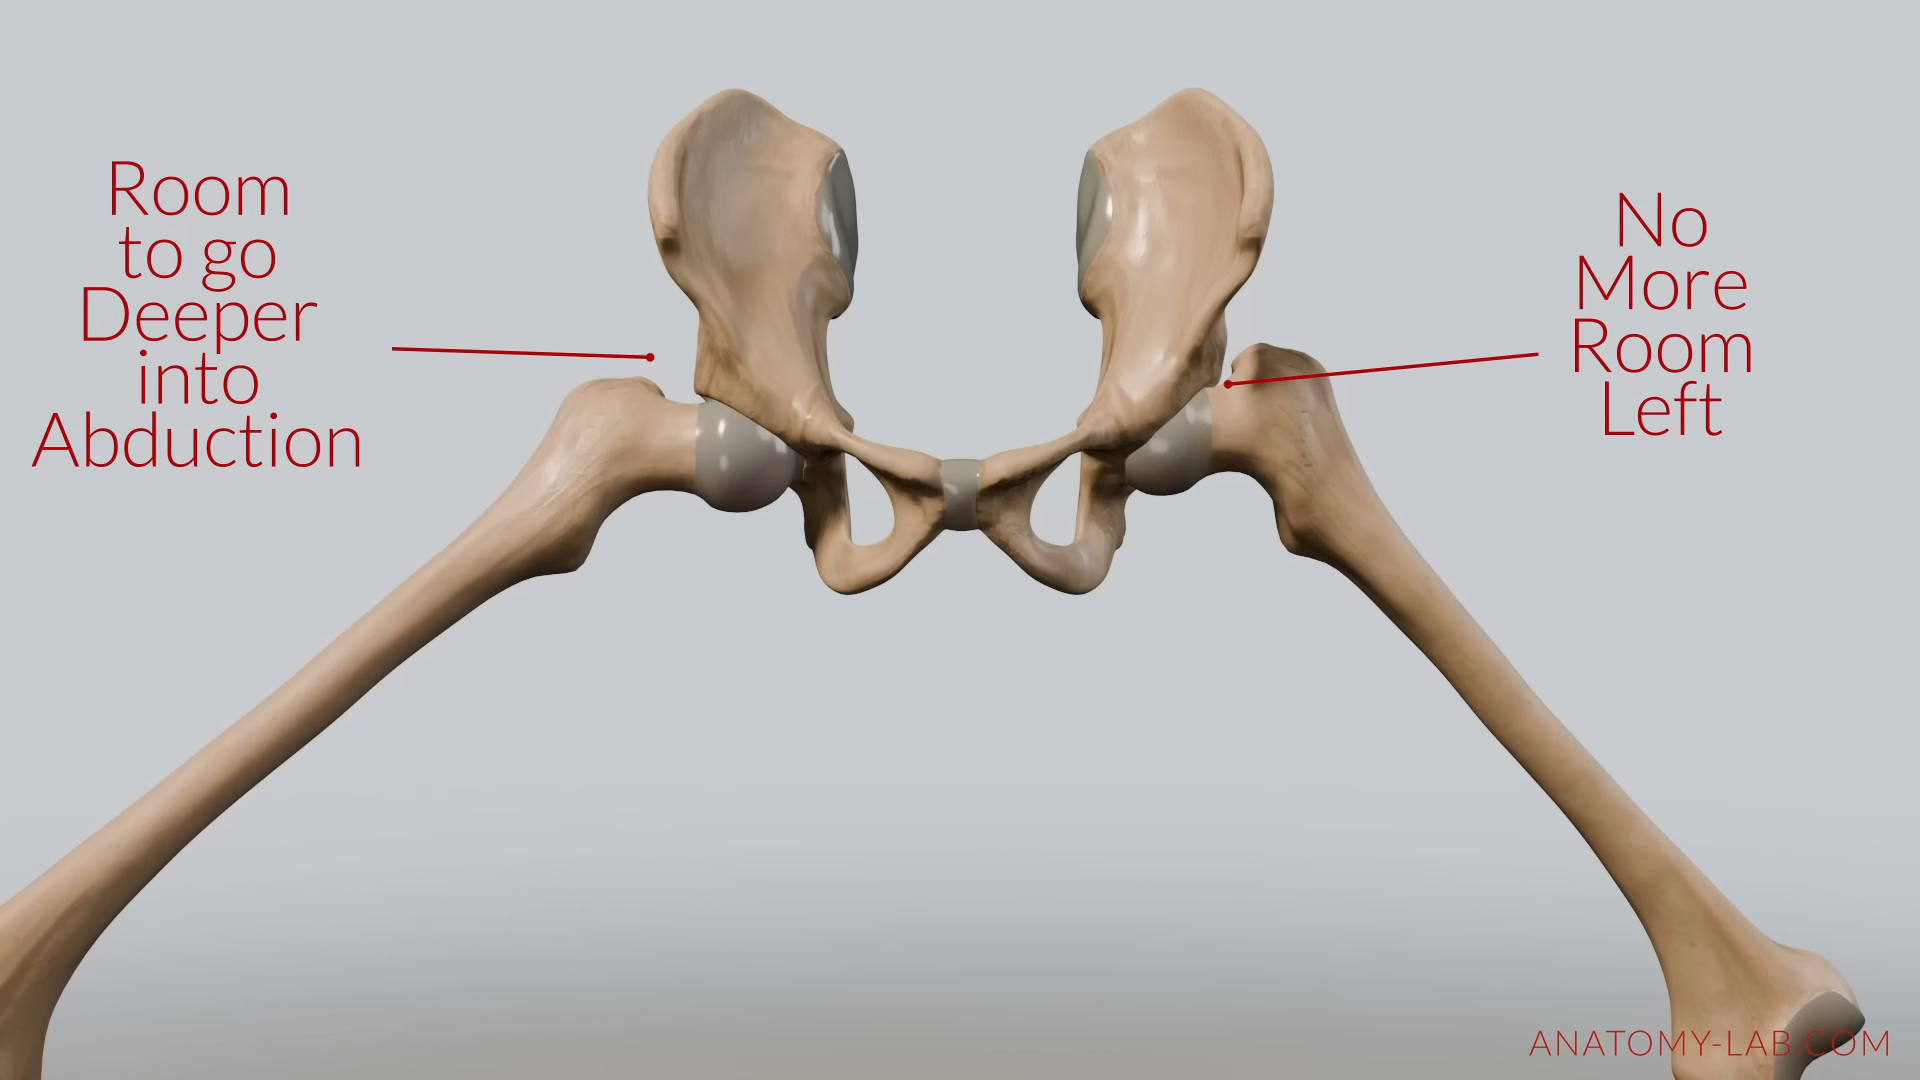 Room
to go
Deeper
into
Abduction
No
More
Room
Left
ANATOMY-LAB.COM